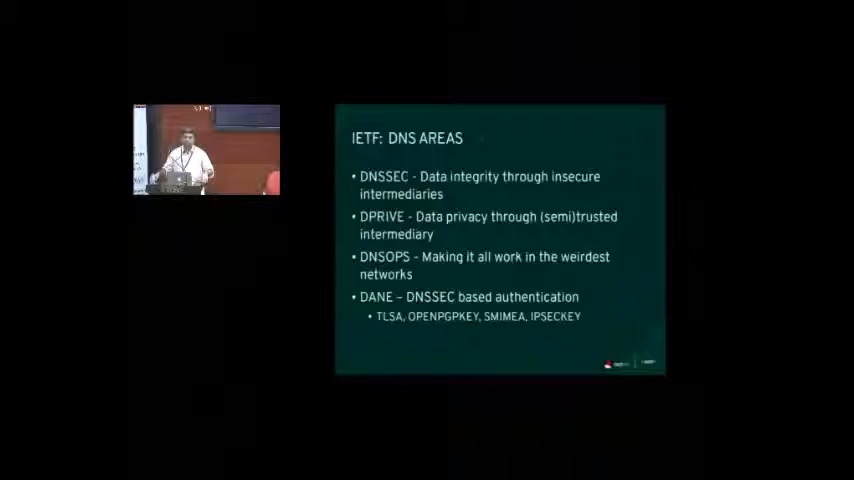 IETF: DNS AREAS
• DNSSEC - Data integrity through insecure
intermediaries
• DPRIVE - Data privacy through (semi)trusted
intermediary
• DNSOPS - Making it all work in the weirdest
networks
• DANE – DNSSEC based authentication
• TLSA, OPENPGPKEY, SMIMEA, IPSECKEY